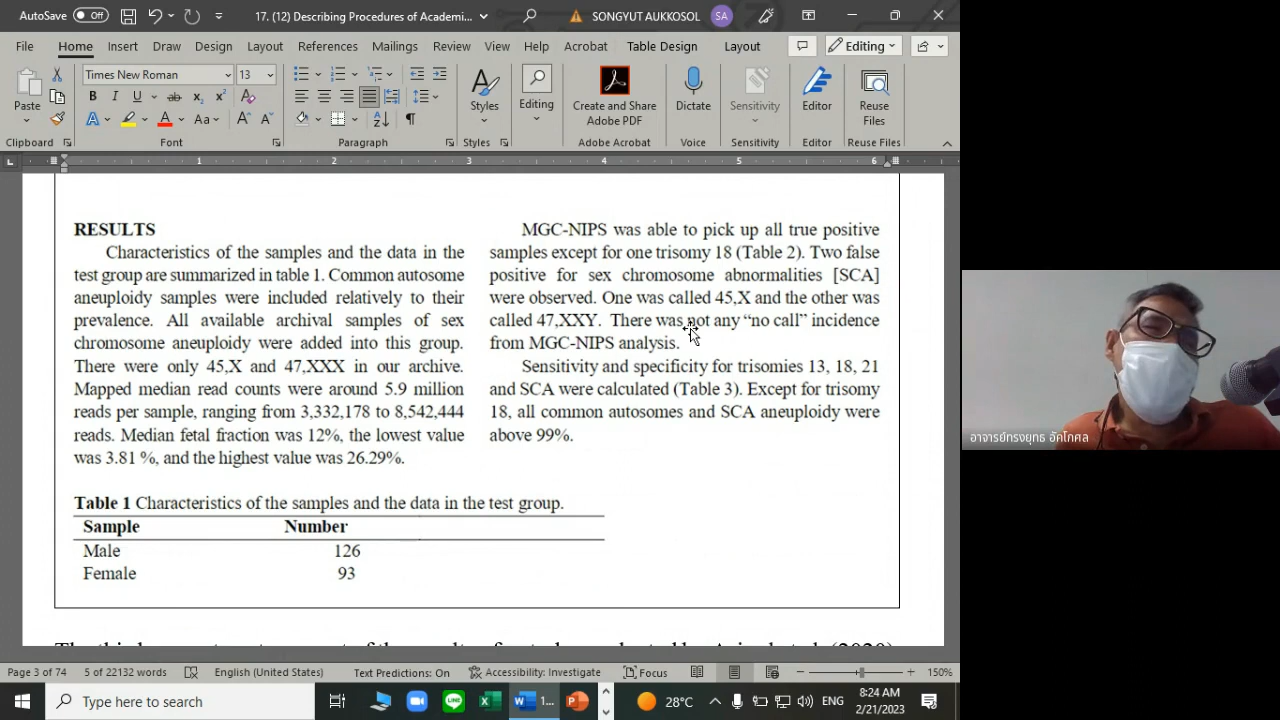 AutoSave Off 17. (12) Describing Procedures of Academi... SONGYUT AUKKOSOL SA
File Home Insert Draw Design Layout References Mailings Review View Help Acrobat Table Design Layout Editing
Times New Roman 13
Paste Styles Editing Create and Share Adobe PDF Dictate Sensitivity Editor Reuse Files
Clipboard Font Paragraph Styles Adobe Acrobat Voice Sensitivity Editor Reuse Files
1 2 3 4 5 6
RESULTS
Characteristics of the samples and the data in the
test group are summarized in table 1. Common autosome
aneuploidy samples were included relatively to their
prevalence. All available archival samples of sex
chromosome aneuploidy were added into this group.
There were only 45,X and 47,XXX in our archive.
Mapped median read counts were around 5.9 million
reads per sample, ranging from 3,332,178 to 8,542,444
reads. Median fetal fraction was 12%, the lowest value
was 3.81 %, and the highest value was 26.29%.
MGC-NIPS was able to pick up all true positive
samples except for one trisomy 18 (Table 2). Two false
positive for sex chromosome abnormalities [SCA]
were observed. One was called 45,X and the other was
called 47,XXY. There was not any “no call” incidence
from MGC-NIPS analysis.
Sensitivity and specificity for trisomies 13, 18, 21
and SCA were calculated (Table 3). Except for trisomy
18, all common autosomes and SCA aneuploidy were
above 99%.
Table 1 Characteristics of the samples and the data in the test group.
Sample Number
Male 126
Female 93
อาจารย์ทรงยุทธ อัคโกศล
Page 3 of 74 5 of 22132 words English (United States) Text Predictions: On Accessibility: Investigate Focus 150%
Type here to search 1... 28°C ENG 8:24 AM
2/21/2023